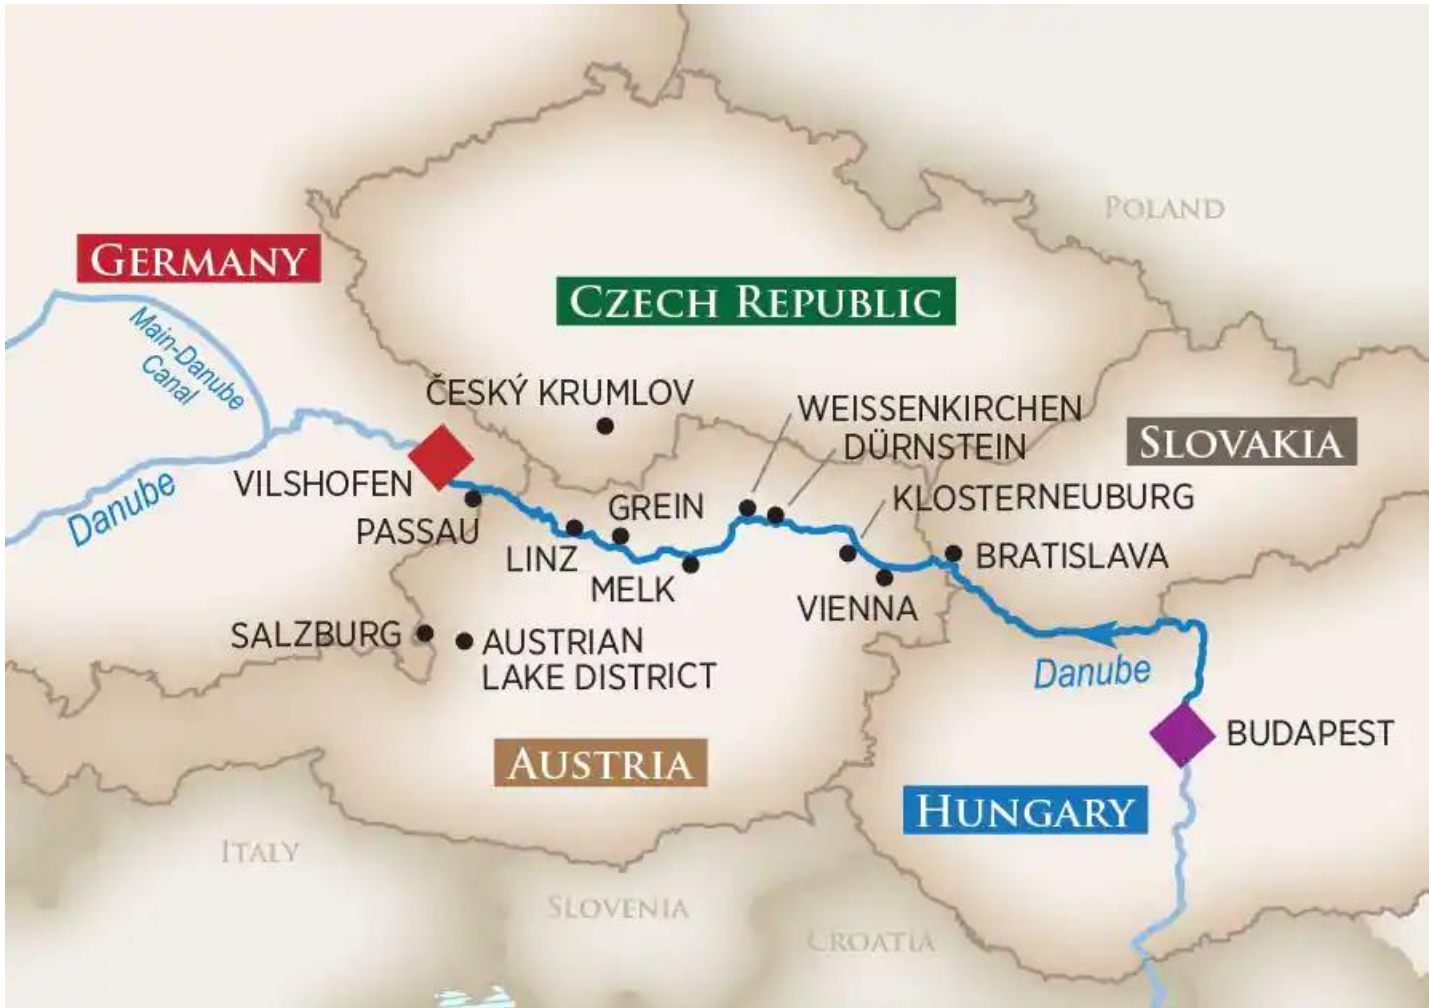 POLAND
GERMANY
CZECH REPUBLIC
Main-Danube
Canal
ČESKÝ KRUMLOV
WEISSENKIRCHEN
DÜRNSTEIN
SLOVAKIA
VILSHOFEN
Danube
PASSAU
GREIN
KLOSTERNEUBURG
LINZ
MELK
BRATISLAVA
VIENNA
SALZBURG
AUSTRIAN
LAKE DISTRICT
Danube
BUDAPEST
AUSTRIA
HUNGARY
ITALY
SLOVENIA
CROATIA